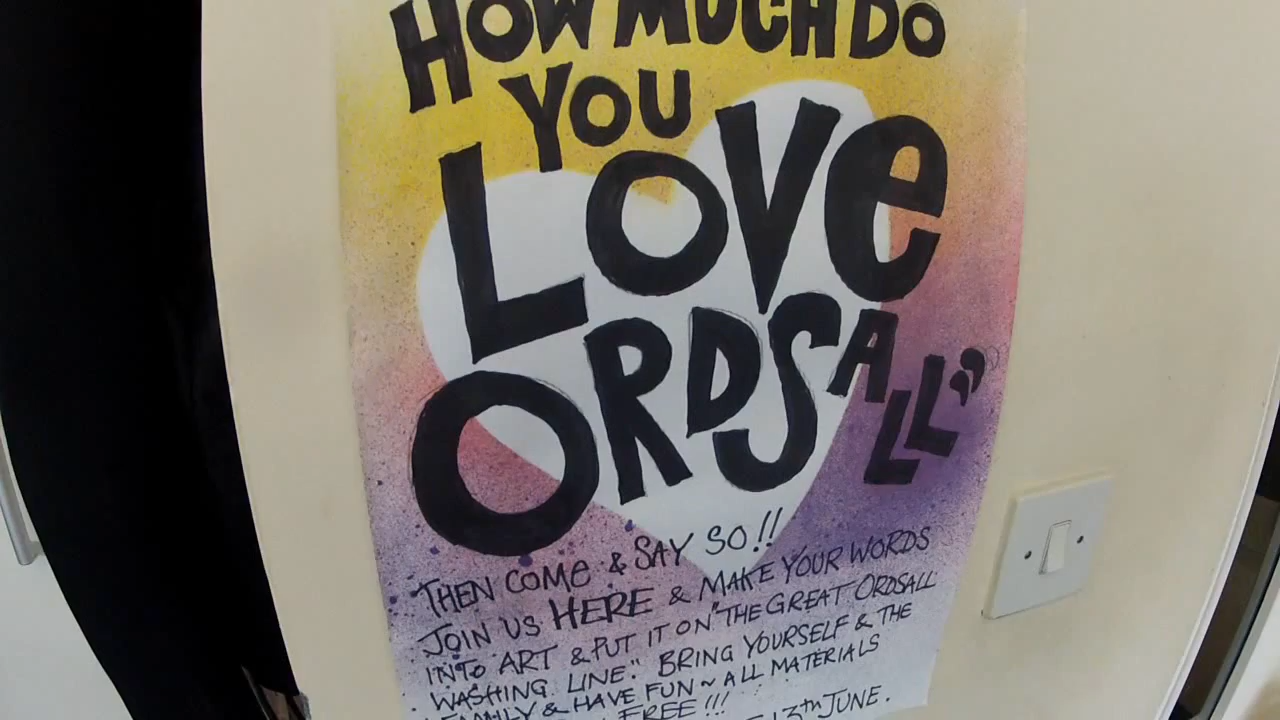 HOW MUCH DO
YOU
LOVE
ORDSALL"
THEN COME & SAY SO!!
JOIN US HERE & MAKE YOUR WORDS
INTO ART & PUT IT ON "THE GREAT ORDSALL
WASHING LINE". BRING YOURSELF & THE
FAMILY & HAVE FUN ~ ALL MATERIALS
FREE!!!
13th JUNE.